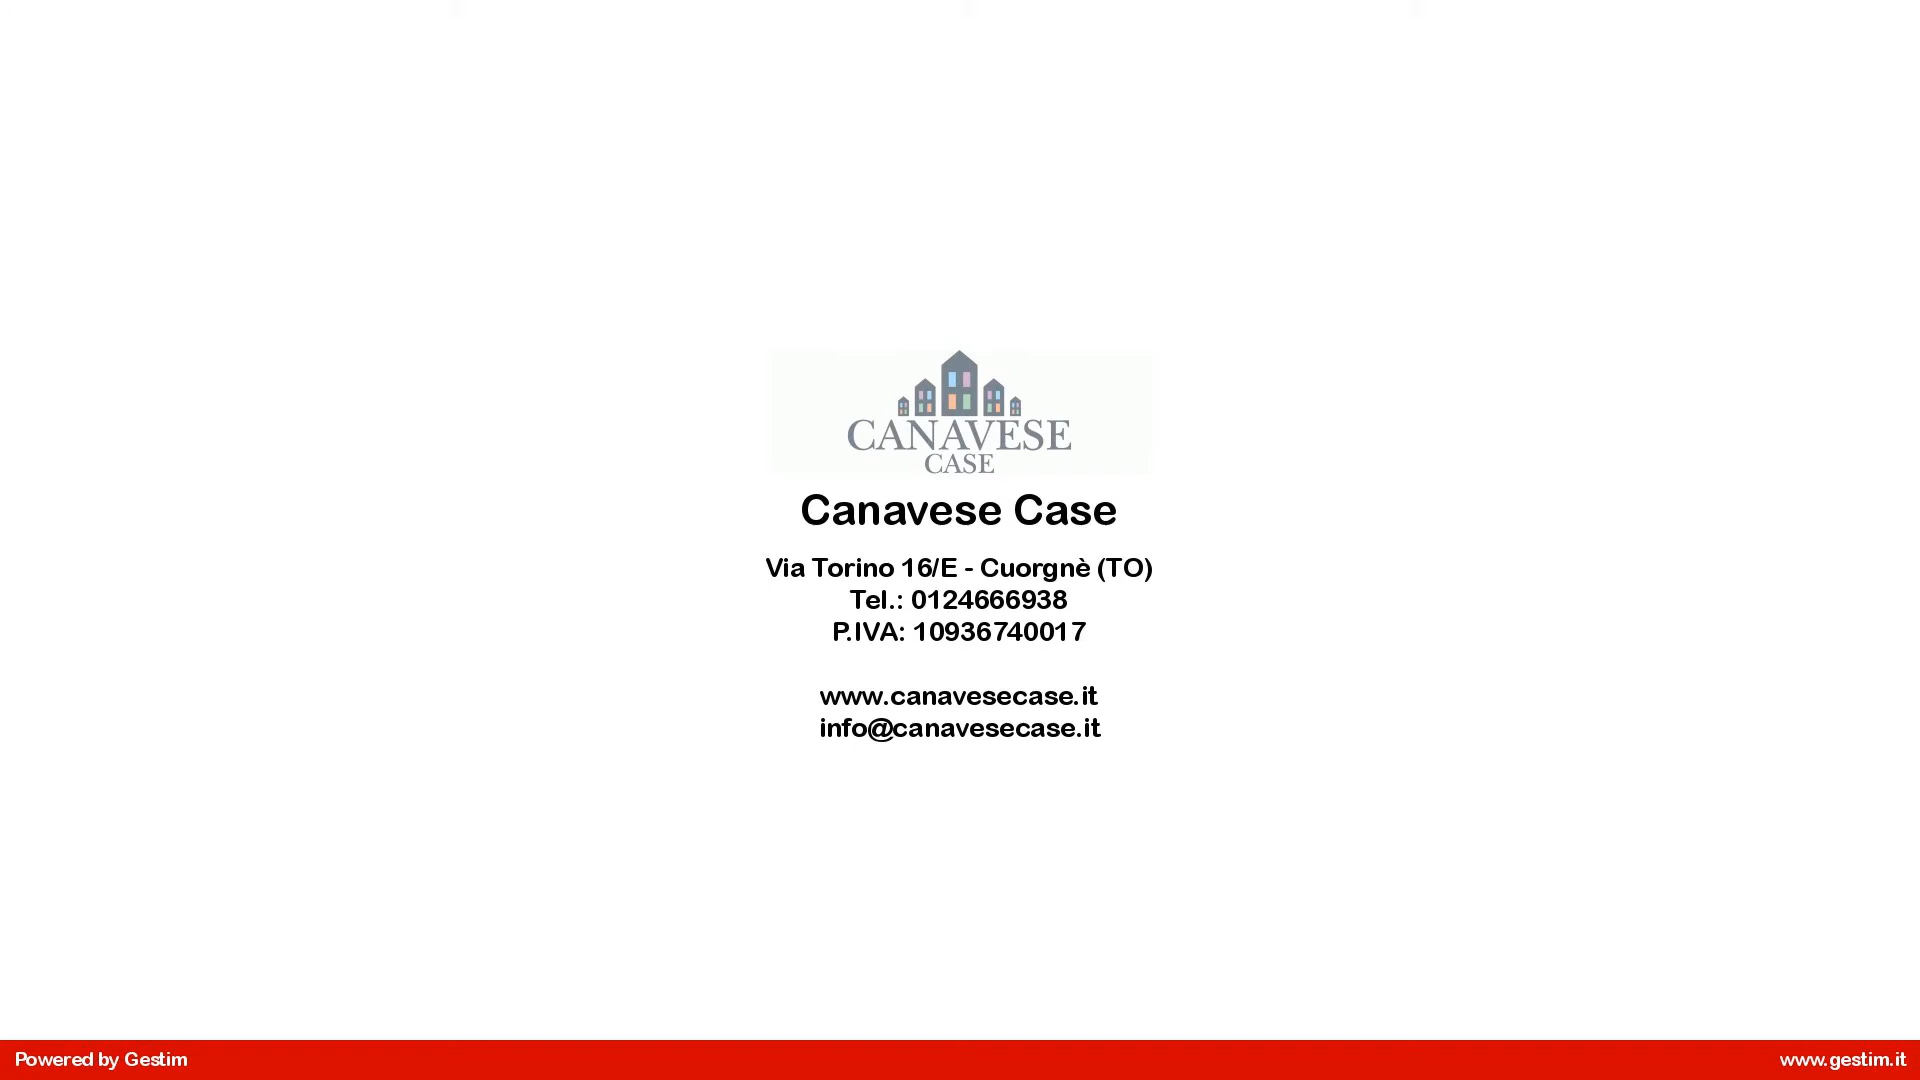 CANAVESE
CASE
Canavese Case
Via Torino 16/E - Cuorgnè (TO)
Tel.: 0124666938
P.IVA: 10936740017
www.canavesecase.it
info@canavesecase.it
Powered by Gestim
www.gestim.it